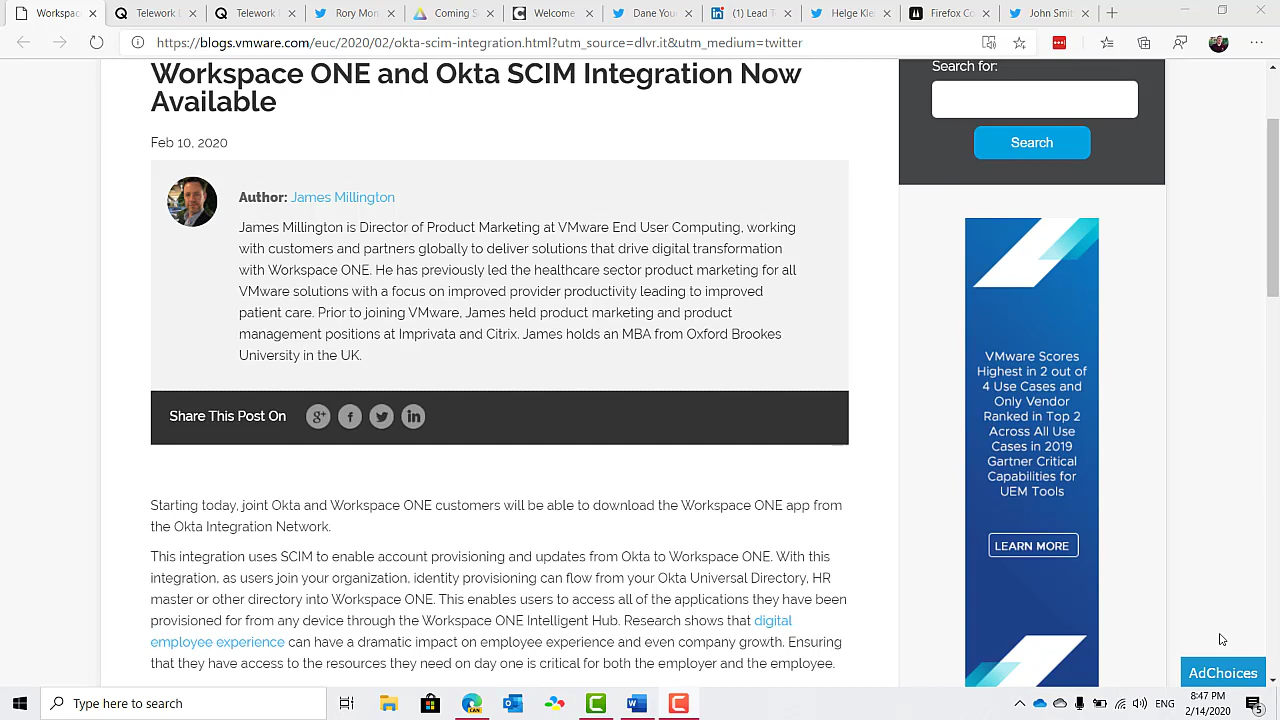 Workspac
Telework
Telework
Rory Mor
Coming S
Welcome
Dane You
(1) Lead T
Helge Kle
Firefox Co
John Smit
https://blogs.vmware.com/euc/2000/02/okta-scim-integration.html?utm_source=dlvr.it&utm_medium=twitter
Workspace ONE and Okta SCIM Integration Now
Available
Feb 10, 2020
Author: James Millington
James Millington is Director of Product Marketing at VMware End User Computing, working
with customers and partners globally to deliver solutions that drive digital transformation
with Workspace ONE. He has previously led the healthcare sector product marketing for all
VMware solutions with a focus on improved provider productivity leading to improved
patient care. Prior to joining VMware, James held product marketing and product
management positions at Imprivata and Citrix. James holds an MBA from Oxford Brookes
University in the UK.
Share This Post On
Starting today, joint Okta and Workspace ONE customers will be able to download the Workspace ONE app from
the Okta Integration Network.
This integration uses SCIM to enable account provisioning and updates from Okta to Workspace ONE. With this
integration, as users join your organization, identity provisioning can flow from your Okta Universal Directory, HR
master or other directory into Workspace ONE. This enables users to access all of the applications they have been
provisioned for from any device through the Workspace ONE Intelligent Hub. Research shows that digital
employee experience can have a dramatic impact on employee experience and even company growth. Ensuring
that they have access to the resources they need on day one is critical for both the employer and the employee.
Search for:
Search
VMware Scores
Highest in 2 out of
4 Use Cases and
Only Vendor
Ranked in Top 2
Across All Use
Cases in 2019
Gartner Critical
Capabilities for
UEM Tools
LEARN MORE
AdChoices
Type here to search
CAN
ENG
8:47 PM
2/14/2020
5